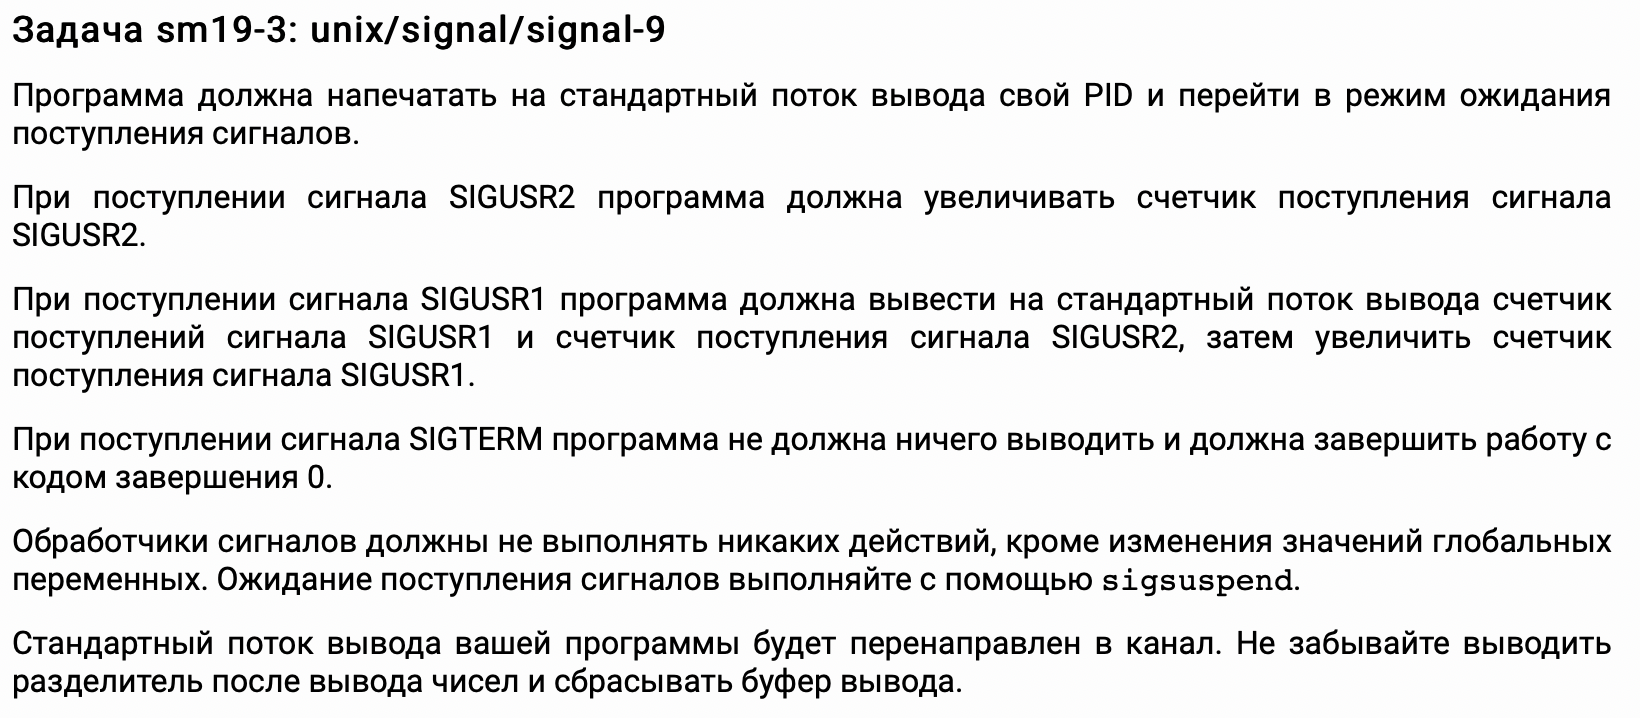 Задача sm19-3: unix/signal/signal-9
Программа должна напечатать на стандартный поток вывода свой PID и перейти в режим ожидания
поступления сигналов.
При поступлении сигнала SIGUSR2 программа должна увеличивать счетчик поступления сигнала
SIGUSR2.
При поступлении сигнала SIGUSR1 программа должна вывести на стандартный поток вывода счетчик
поступлений сигнала SIGUSR1 и счетчик поступления сигнала SIGUSR2, затем увеличить счетчик
поступления сигнала SIGUSR1.
При поступлении сигнала SIGTERM программа не должна ничего выводить и должна завершить работу с
кодом завершения 0.
Обработчики сигналов должны не выполнять никаких действий, кроме изменения значений глобальных
переменных. Ожидание поступления сигналов выполняйте с помощью sigsuspend.
Стандартный поток вывода вашей программы будет перенаправлен в канал. Не забывайте выводить
разделитель после вывода чисел и сбрасывать буфер вывода.